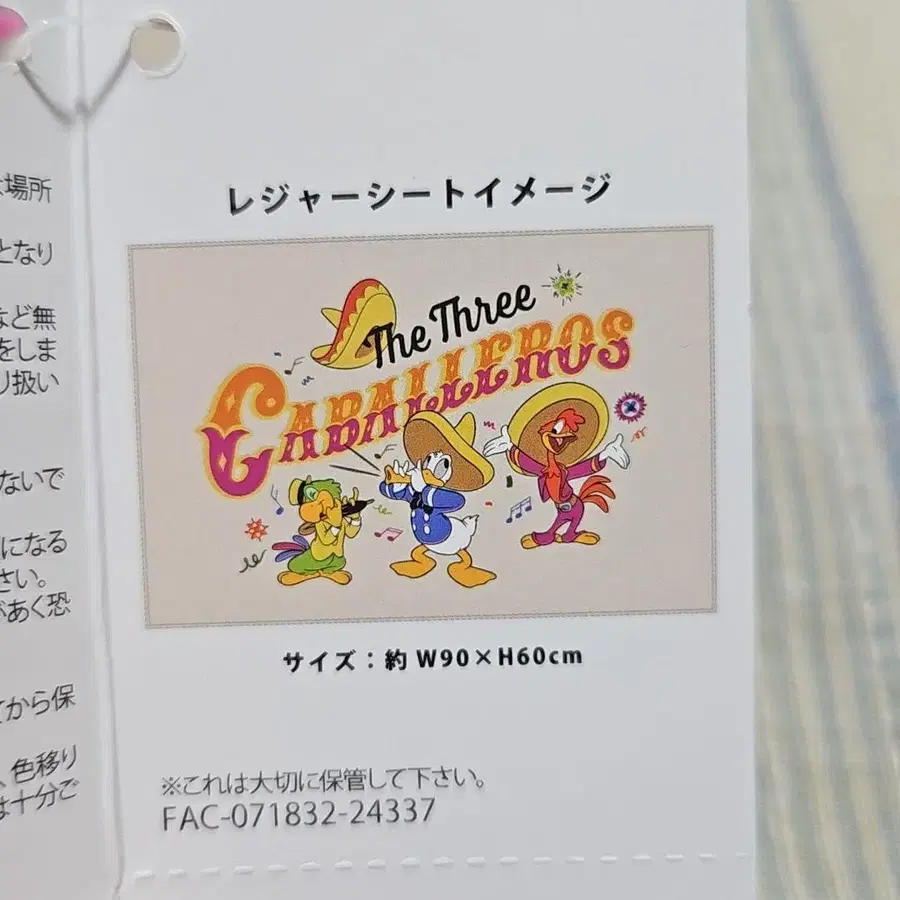 場所
となり
など無
をしま
り扱い
ないで
になる
さい。
があく恐
てから保
、色移り
は十分ご
レジャーシートイメージ
The Three
CABALLEROS
サイズ：約 W90×H60cm
※これは大切に保管して下さい。
FAC-071832-24337